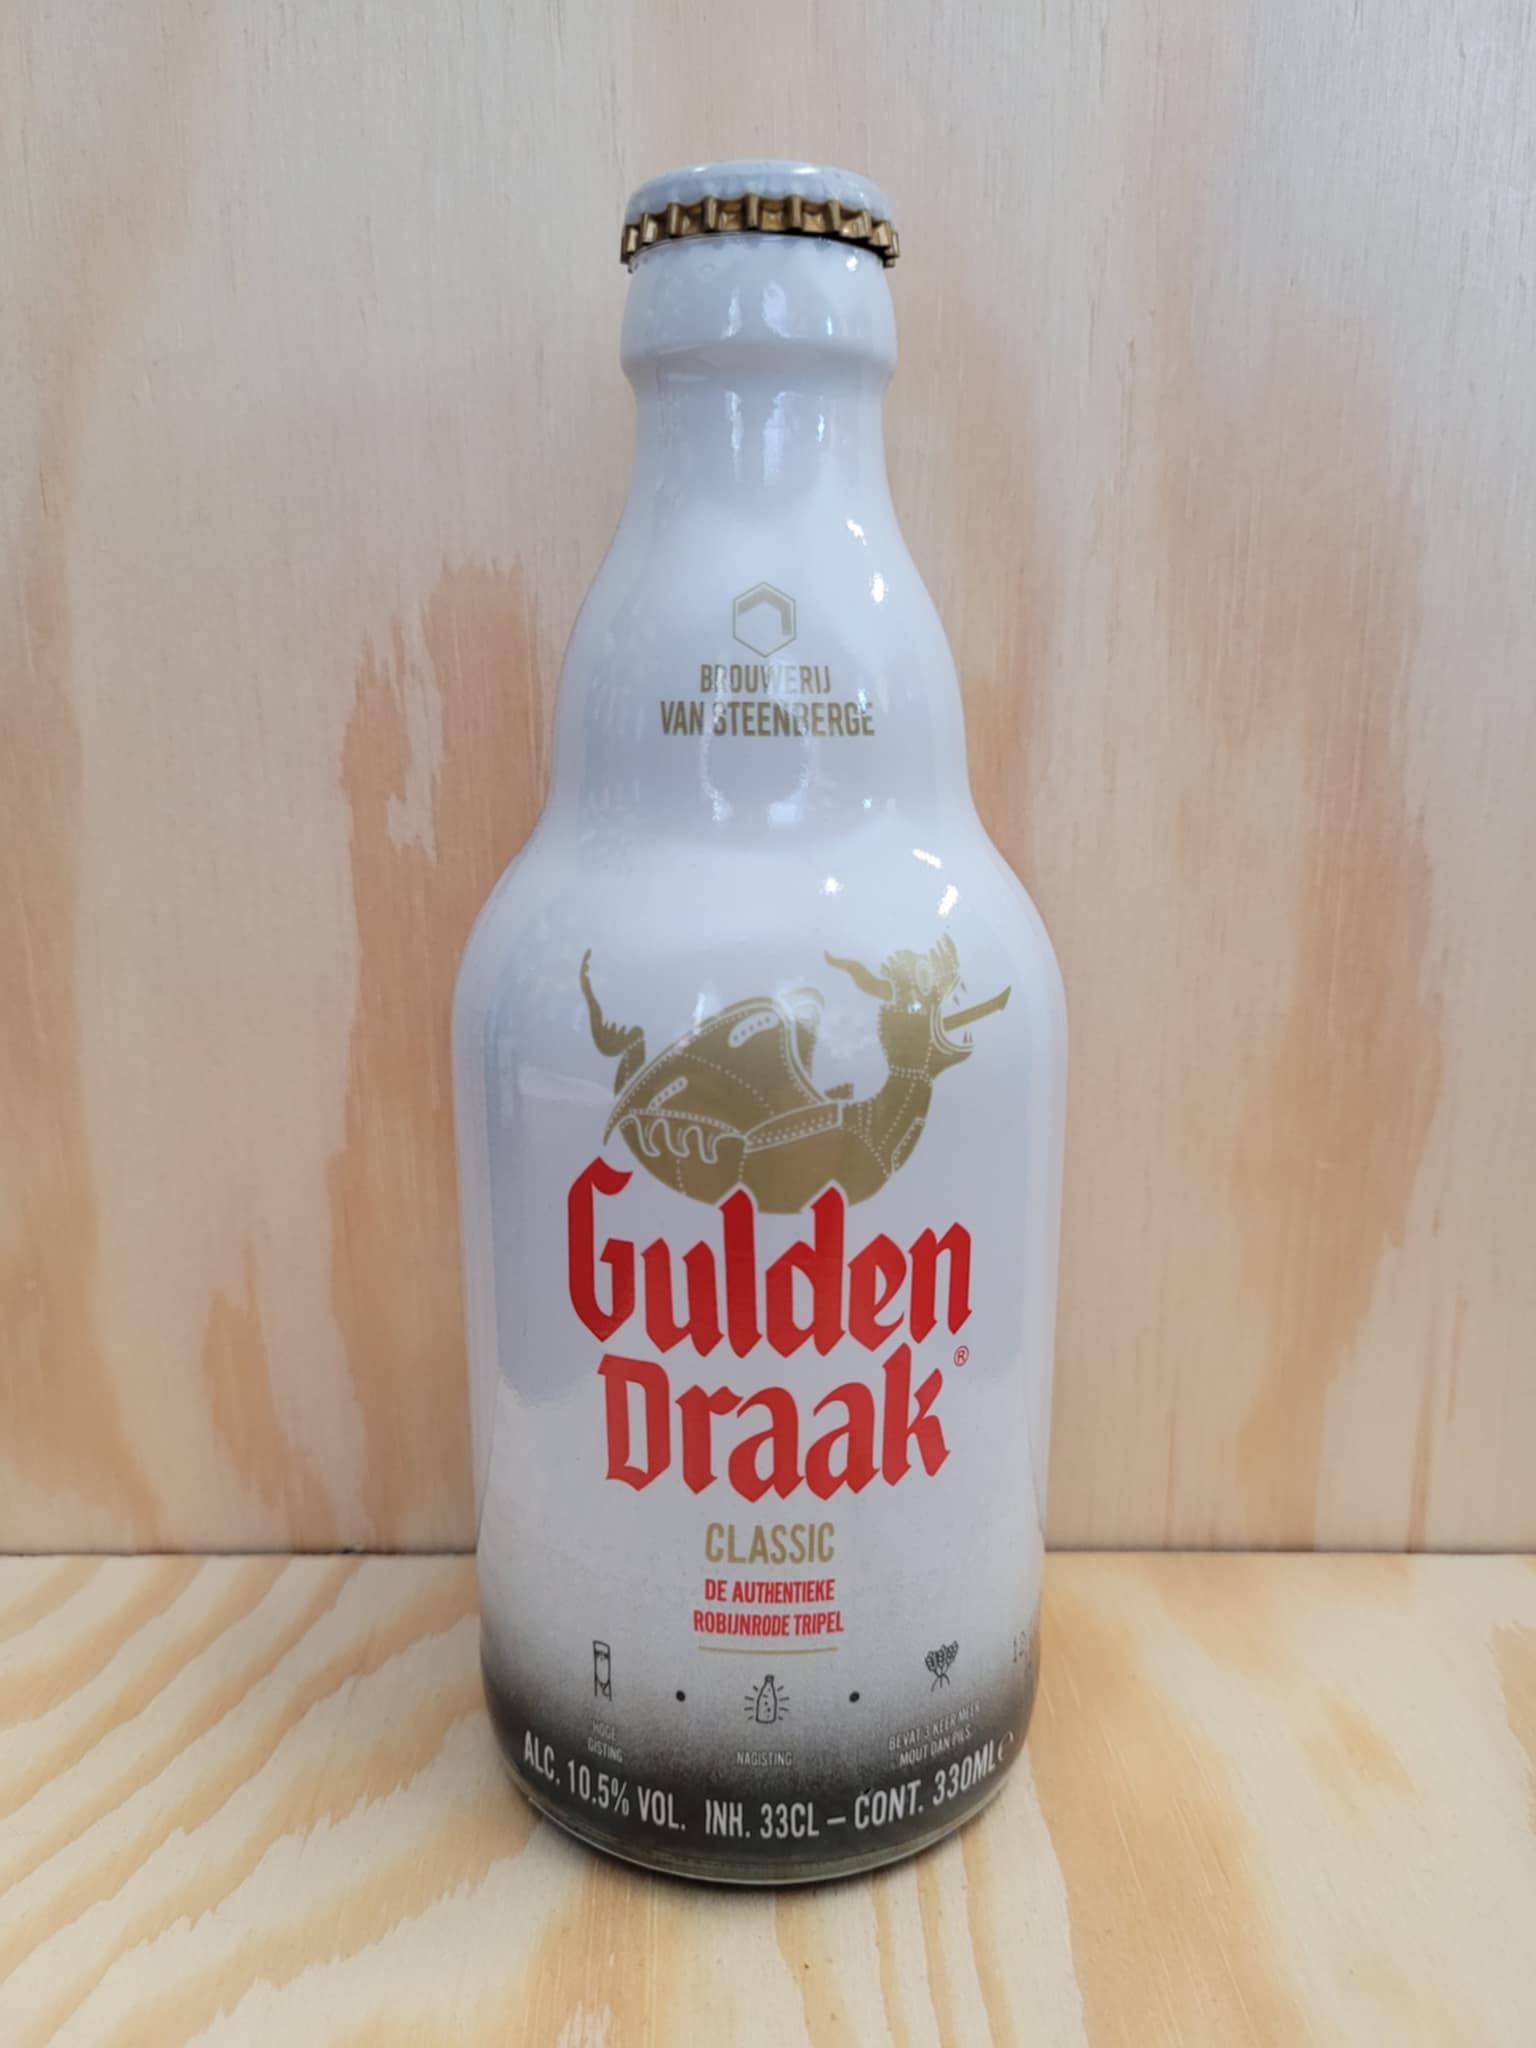 BROUWERIJ
VAN STEENBERGE
Gulden
Draak®
CLASSIC
DE AUTHENTIEKE
ROBIJNRODE TRIPEL
HOGE
GISTING
NAGISTING
BEVAT 3 KEER MEER
MOUT DAN PILS
ALC. 10.5% VOL. INH. 33CL – CONT. 330ML ℮